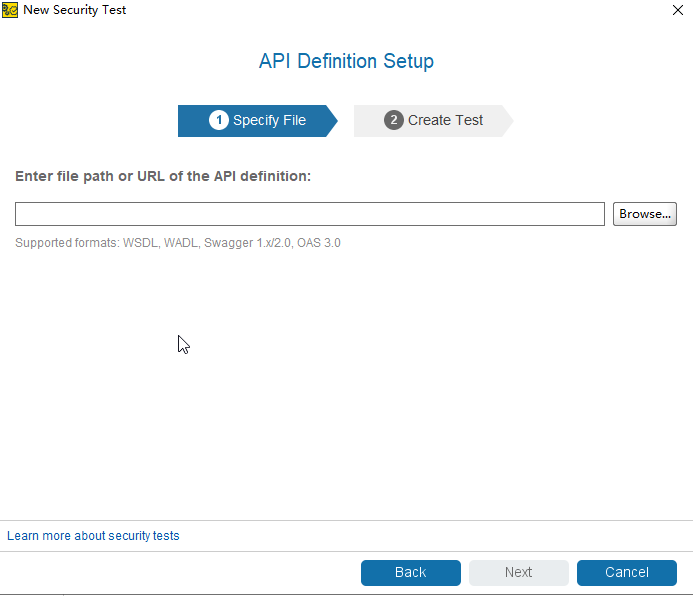 New Security Test
API Definition Setup
1 Specify File
2 Create Test
Enter file path or URL of the API definition:
Browse...
Supported formats: WSDL, WADL, Swagger 1.x/2.0, OAS 3.0
Learn more about security tests
Back
Next
Cancel